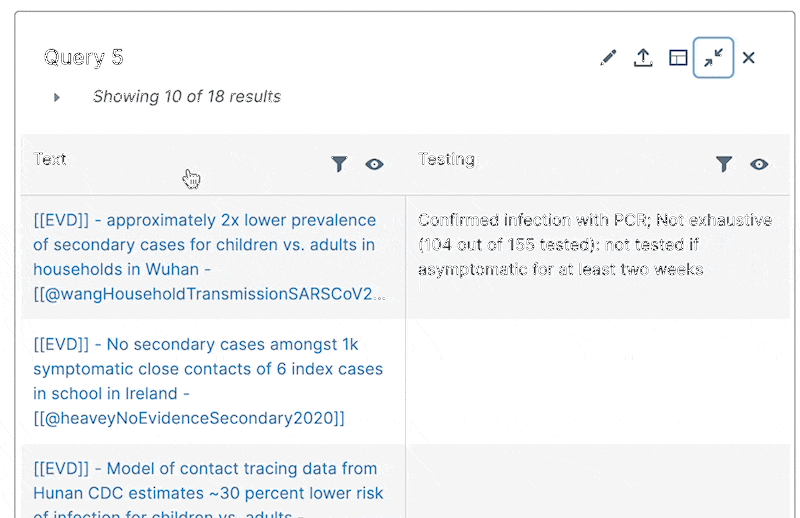 Query 5
Showing 10 of 18 results
Text
Testing
[[EVD]] - approximately 2x lower prevalence
of secondary cases for children vs. adults in
households in Wuhan -
[[@wangHouseholdTransmissionSARSCoV2...
Confirmed infection with PCR; Not exhaustive
(104 out of 155 tested): not tested if
asymptomatic for at least two weeks
[[EVD]] - No secondary cases amongst 1k
symptomatic close contacts of 6 index cases
in school in Ireland -
[[@heaveyNoEvidenceSecondary2020]]
[[EVD]] - Model of contact tracing data from
Hunan CDC estimates ~30 percent lower risk
of infection for children vs. adults -